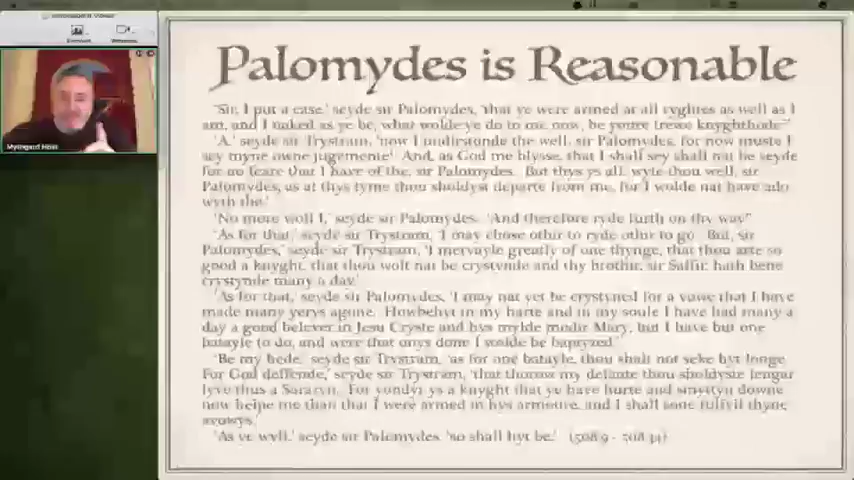 Palomydes is Reasonable
'Sir, I put a case,' seyde sir Palomydes, 'that ye were armed at all ryghtes as well as I
am, and I naked as ye be, what wolde ye do to me now, be youre trewe knyghthode?'
'A,' seyde sir Trystram, 'now I undirstonde the well, sir Palomydes, for now muste I
sey myne owne jugemente! And, as God me blysse, that I shall sey shall nat be seyde
for no feare that I have of the, sir Palomydes. But thys ys all: wyte thou well, sir
Palomydes, as at thys tyme thou sholdyst departe from me, for I wolde nat have ado
wyth the.'
'No more woll I,' seyde sir Palomydes. 'And therefore ryde furth on thy way!'
'As for that,' seyde sir Trystram, 'I may chose othir to ryde othir to go. But, sir
Palomydes,' seyde sir Trystram, 'I mervayle greatly of one thynge, that thou arte so
good a knyght, that thou wolt nat be crystynde and thy brothir, sir Saffir, hath bene
crystynde many a day.'
'As for that,' seyde sir Palomydes, 'I may nat yet be crystyned for a vowe that I have
made many yerys agone. Howbehyt in my harte and in my soule I have had many a
day a good belever in Jesu Cryste and hys mylde modir Mary, but I have but one
batayle to do, and were that onys done I wolde be baptyzed.'
'Be my hede,' seyde sir Trystram, 'as for one batayle, thou shalt not seke hyt longe.
For God deffende,' seyde sir Trystram, 'that thorow my defaute thou sholdyste lengar
lyve thus a Sarazyn. For yondyr ys a knyght that ye have hurte and smyttyn downe
now helpe me than that I were armed in hys armoure, and I shall sone fulfyll thyne
avowys.'
'As ye wyll,' seyde sir Palomydes, 'so shall hyt be.' (508.9 - 508.34)